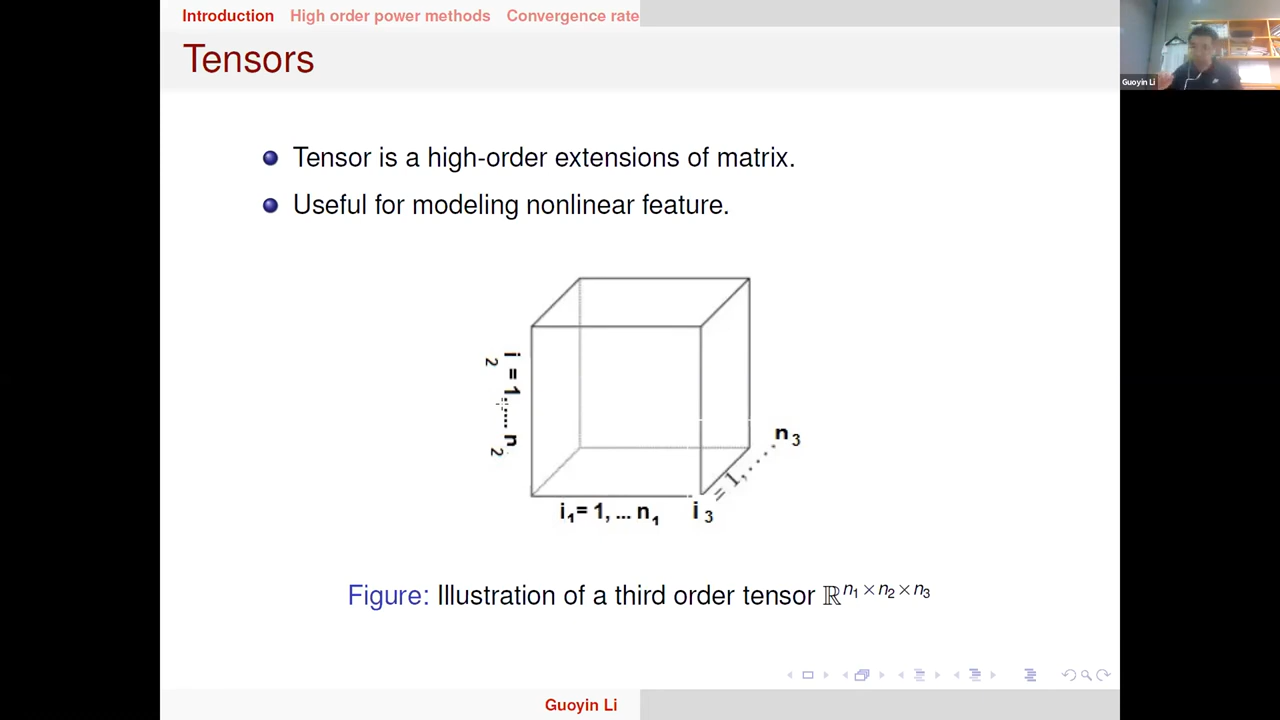 Introduction High order power methods Convergence rate
Tensors
Guoyin Li
Tensor is a high-order extensions of matrix.
Useful for modeling nonlinear feature.
i2 = 1,.... n2
i1= 1, ... n1
i3 = 1, ..... n3
Figure: Illustration of a third order tensor ℝ^{n1×n2×n3}
Guoyin Li